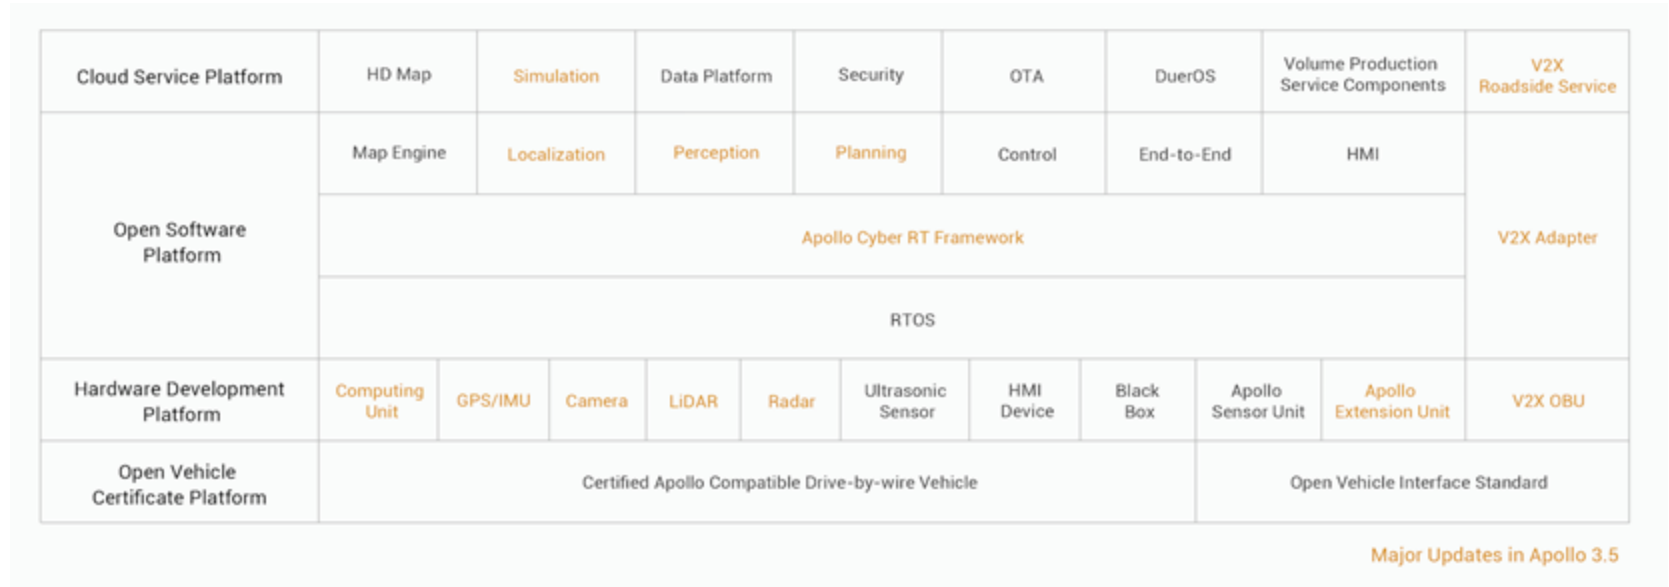 Cloud Service Platform
HD Map
Simulation
Data Platform
Security
OTA
DuerOS
Volume Production
Service Components
V2X
Roadside Service
Open Software
Platform
Map Engine
Localization
Perception
Planning
Control
End-to-End
HMI
Apollo Cyber RT Framework
RTOS
V2X Adapter
Hardware Development
Platform
Computing
Unit
GPS/IMU
Camera
LiDAR
Radar
Ultrasonic
Sensor
HMI
Device
Black
Box
Apollo
Sensor Unit
Apollo
Extension Unit
V2X OBU
Open Vehicle
Certificate Platform
Certified Apollo Compatible Drive-by-wire Vehicle
Open Vehicle Interface Standard
Major Updates in Apollo 3.5